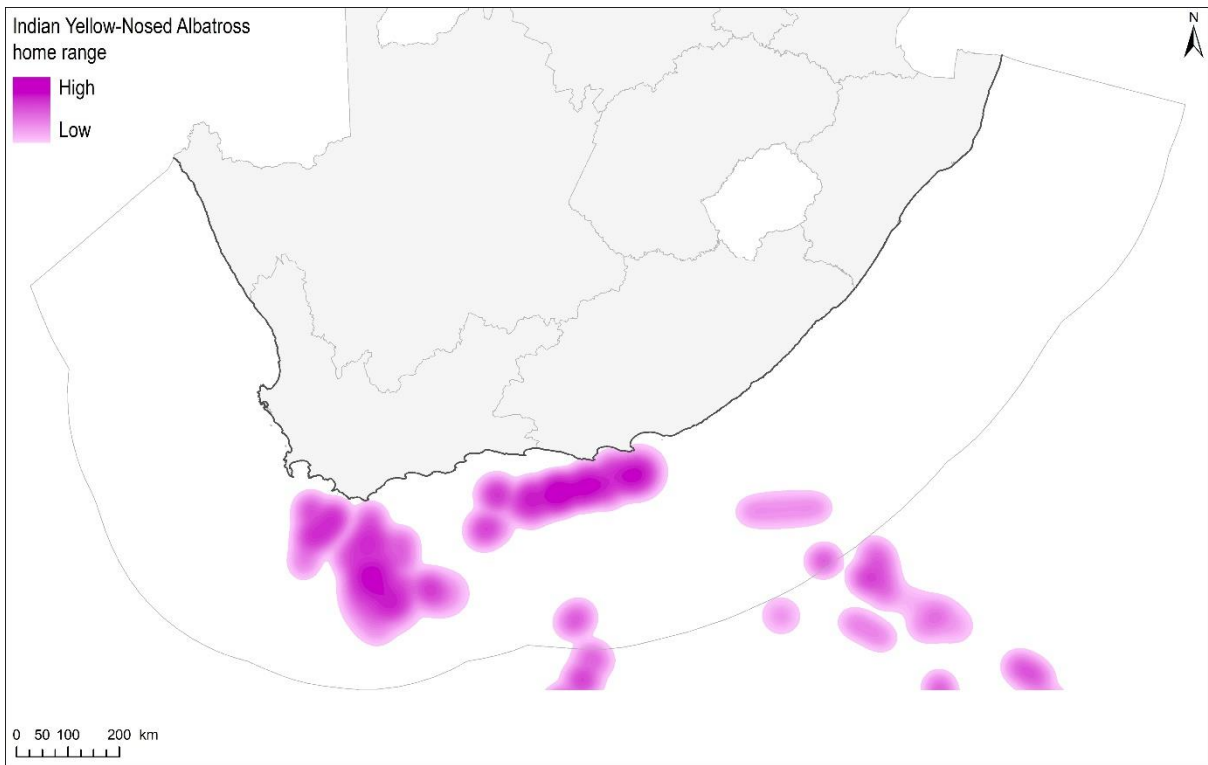 Indian Yellow-Nosed Albatross
home range
High
Low
N
0 50 100 200 km